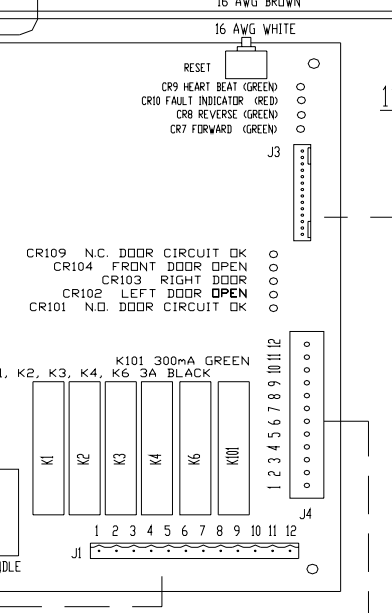 16 AWG BROWN
16 AWG WHITE
RESET
CR9 HEART BEAT (GREEN)
CR10 FAULT INDICATOR (RED)
CR8 REVERSE (GREEN)
CR7 FORWARD (GREEN)
1
J3
CR109 N.C. DOOR CIRCUIT OK
CR104 FRONT DOOR OPEN
CR103 RIGHT DOOR
CR102 LEFT DOOR OPEN
CR101 N.O. DOOR CIRCUIT OK
K101 300mA GREEN
K2, K3, K4, K6 3A BLACK
K1 K2 K3 K4 K6 K101
1 2 3 4 5 6 7 8 9 10 11 12
J4
1 2 3 4 5 6 7 8 9 10 11 12
J1